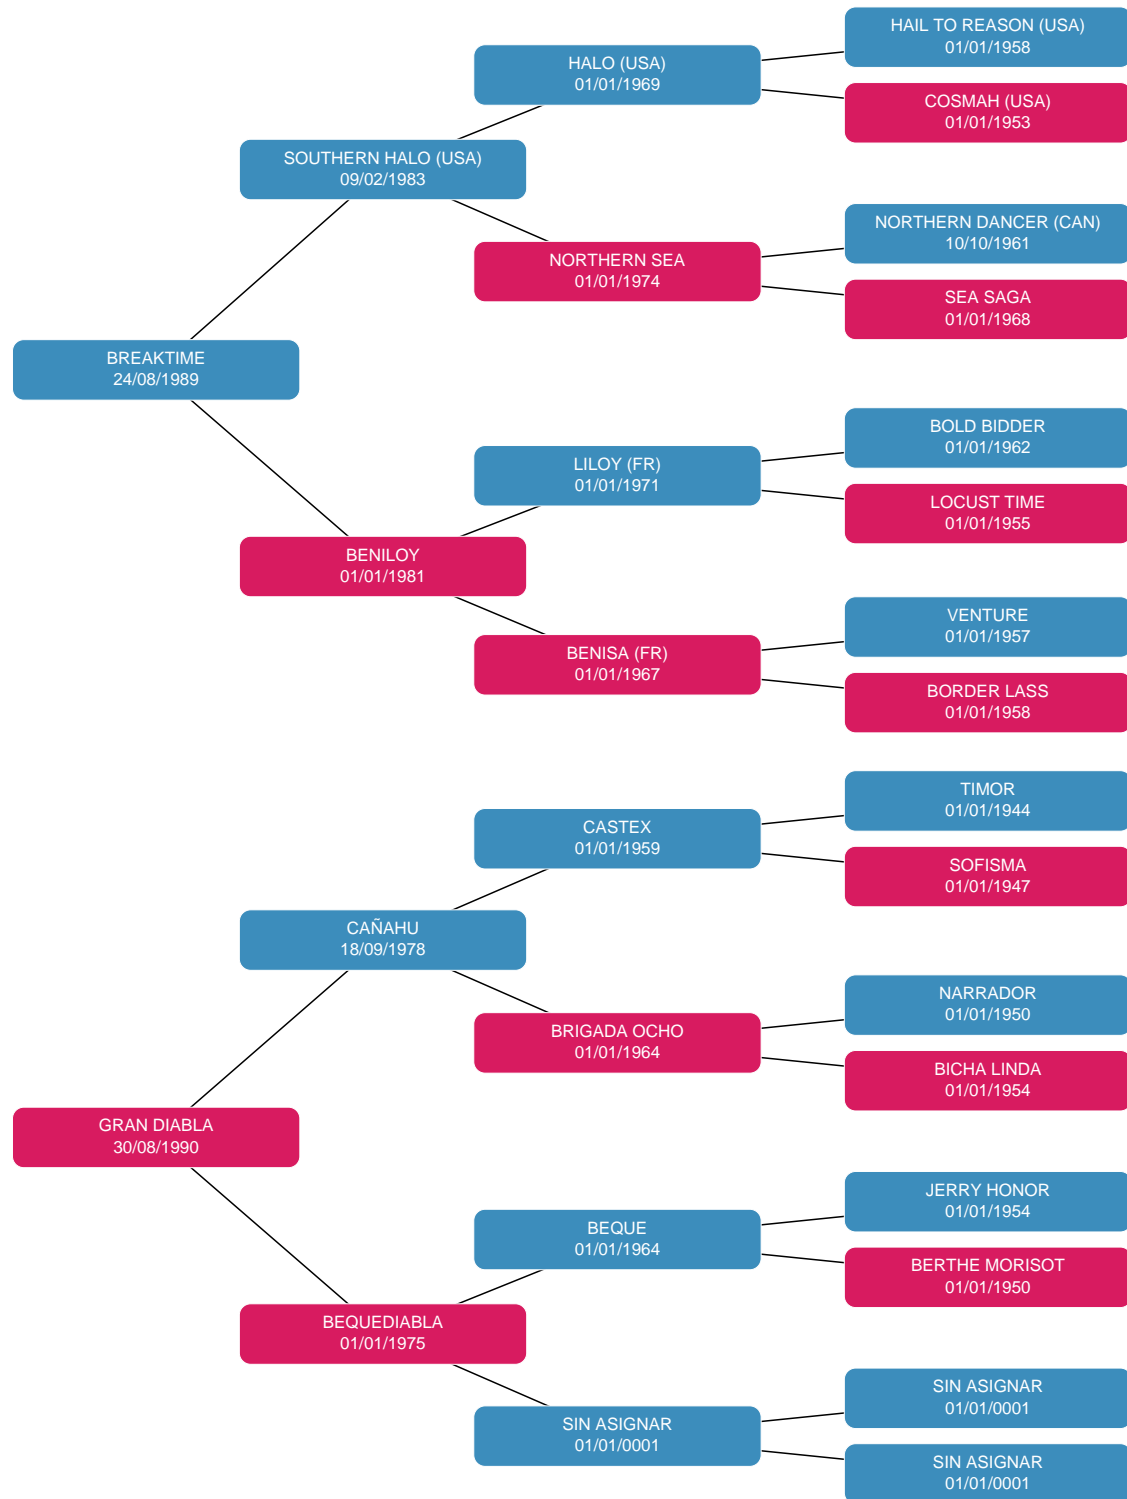 HAIL TO REASON (USA)
01/01/1958
HALO (USA)
01/01/1969
COSMAH (USA)
01/01/1953
SOUTHERN HALO (USA)
09/02/1983
NORTHERN DANCER (CAN)
10/10/1961
NORTHERN SEA
01/01/1974
SEA SAGA
01/01/1968
BREAKTIME
24/08/1989
BOLD BIDDER
01/01/1962
LILOY (FR)
01/01/1971
LOCUST TIME
01/01/1955
BENILOY
01/01/1981
VENTURE
01/01/1957
BENISA (FR)
01/01/1967
BORDER LASS
01/01/1958
TIMOR
01/01/1944
CASTEX
01/01/1959
SOFISMA
01/01/1947
CAÑAHU
18/09/1978
NARRADOR
01/01/1950
BRIGADA OCHO
01/01/1964
BICHA LINDA
01/01/1954
GRAN DIABLA
30/08/1990
JERRY HONOR
01/01/1954
BEQUE
01/01/1964
BERTHE MORISOT
01/01/1950
BEQUEDIABLA
01/01/1975
SIN ASIGNAR
01/01/0001
SIN ASIGNAR
01/01/0001
SIN ASIGNAR
01/01/0001